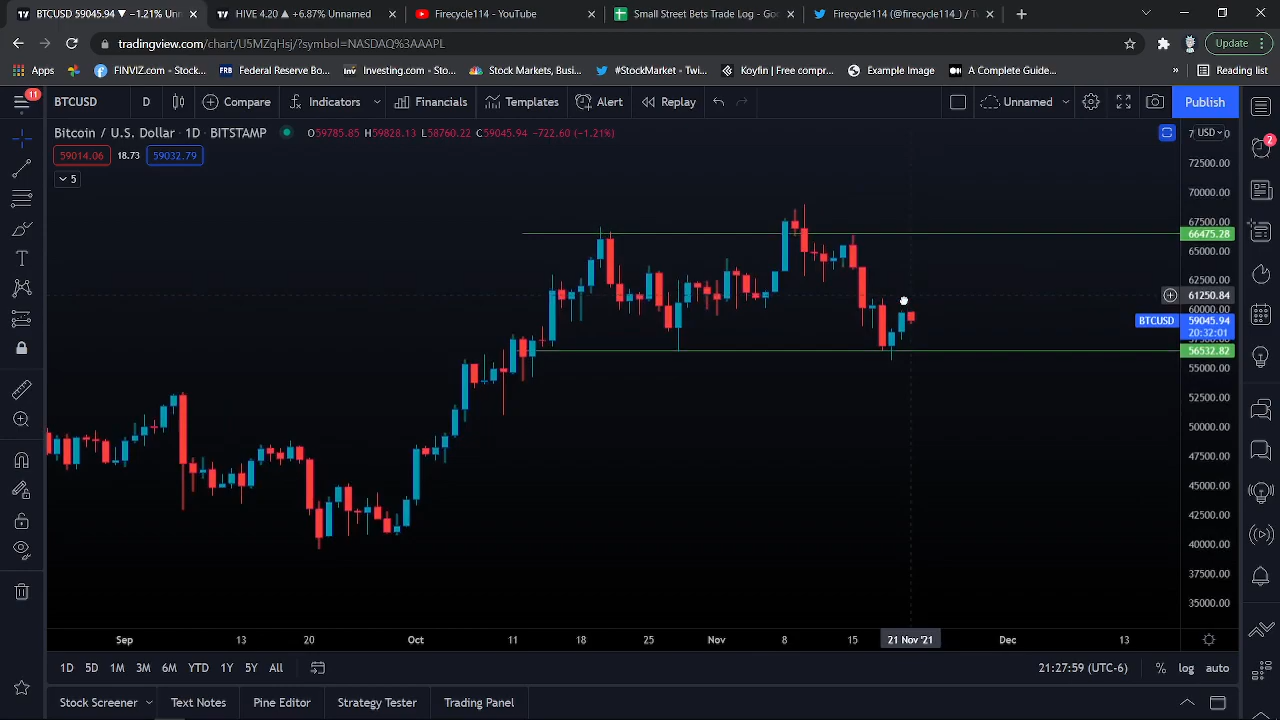 BTCUSD 59045.94 ▼ −1.21% Unn
HIVE 4.20 ▲ +6.87% Unnamed
Firecycle114 - YouTube
Small Street Bets Trade Log - Goo
Firecycle114 (@firecycle114_) / Tw
tradingview.com/chart/U5MZqHsj/?symbol=NASDAQ%3AAAPL
Update
Apps
FINVIZ.com - Stock...
Federal Reserve Bo...
Investing.com - Sto...
Stock Markets, Busi...
#StockMarket - Twi...
Koyfin | Free compr...
Example Image
A Complete Guide...
»
Reading list
11
BTCUSD
D
Compare
Indicators
Financials
Templates
Alert
Replay
Unnamed
Publish
Bitcoin / U.S. Dollar · 1D · BITSTAMP
O59785.85 H59828.13 L58760.22 C59045.94 −722.60 (−1.21%)
USD
2
59014.06 18.73 59032.79
5
72500.00
70000.00
67500.00
66475.28
65000.00
62500.00
61250.84
60000.00
BTCUSD 59045.94
20:32:01
56532.82
55000.00
52500.00
50000.00
47500.00
45000.00
42500.00
40000.00
37500.00
35000.00
Sep 13 20 Oct 11 18 25 Nov 8 15 21 Nov '21 Dec 13
1D 5D 1M 3M 6M YTD 1Y 5Y All
21:27:59 (UTC-6) % log auto
Stock Screener Text Notes Pine Editor Strategy Tester Trading Panel